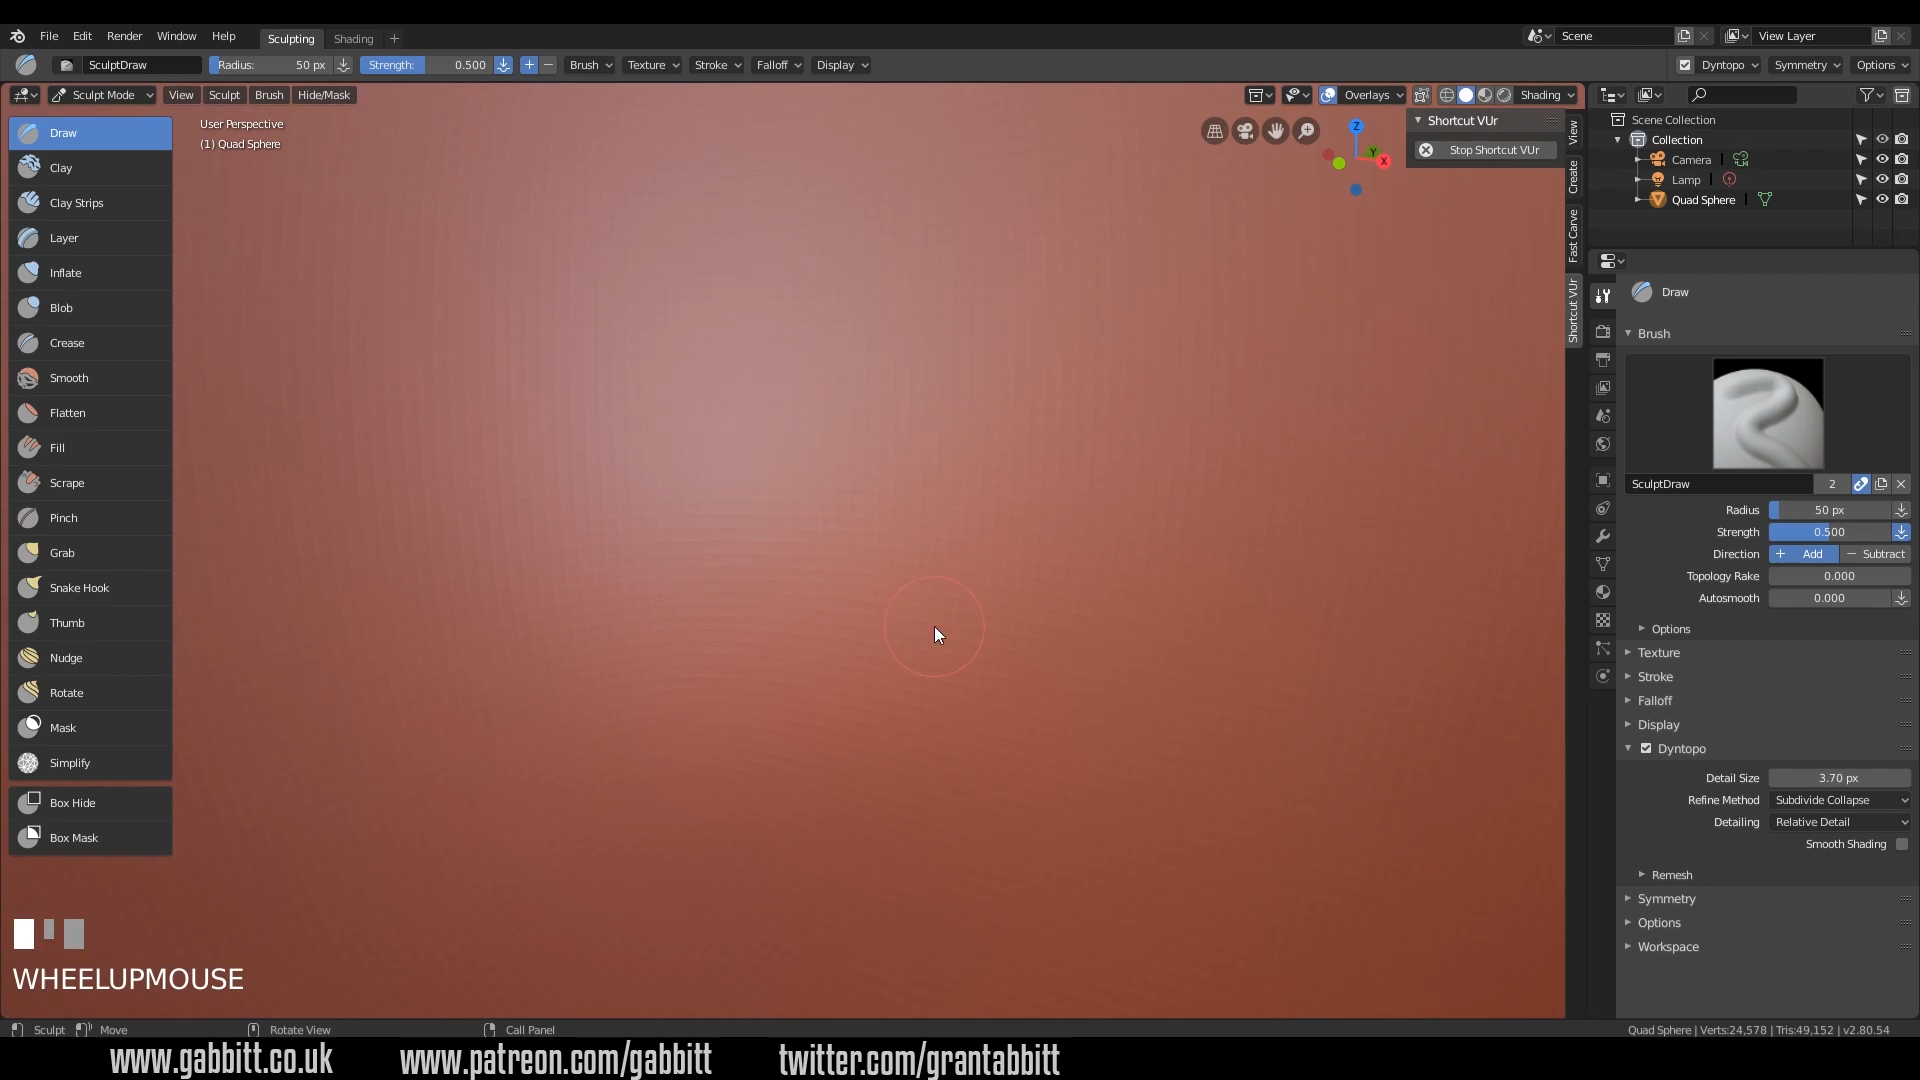 File Edit Render Window Help Sculpting Shading + Scene View Layer
SculptDraw Radius: 50 px Strength: 0.500 + − Brush Texture Stroke Falloff Display Dyntopo Symmetry Options
Sculpt Mode View Sculpt Brush Hide/Mask Overlays Shading
User Perspective
(1) Quad Sphere
Draw
Clay
Clay Strips
Layer
Inflate
Blob
Crease
Smooth
Flatten
Fill
Scrape
Pinch
Grab
Snake Hook
Thumb
Nudge
Rotate
Mask
Simplify
Box Hide
Box Mask
WHEELUPMOUSE
Z
Y
X
Shortcut VUr
Stop Shortcut VUr
View
Create
Fast Carve
Shortcut VUr
Scene Collection
Collection
Camera
Lamp
Quad Sphere
Draw
Brush
SculptDraw 2
Radius 50 px
Strength 0.500
Direction + Add − Subtract
Topology Rake 0.000
Autosmooth 0.000
Options
Texture
Stroke
Falloff
Display
Dyntopo
Detail Size 3.70 px
Refine Method Subdivide Collapse
Detailing Relative Detail
Smooth Shading
Remesh
Symmetry
Options
Workspace
Sculpt Move Rotate View Call Panel Quad Sphere | Verts:24,578 | Tris:49,152 | v2.80.54
www.gabbitt.co.uk www.patreon.com/gabbitt twitter.com/grantabbitt